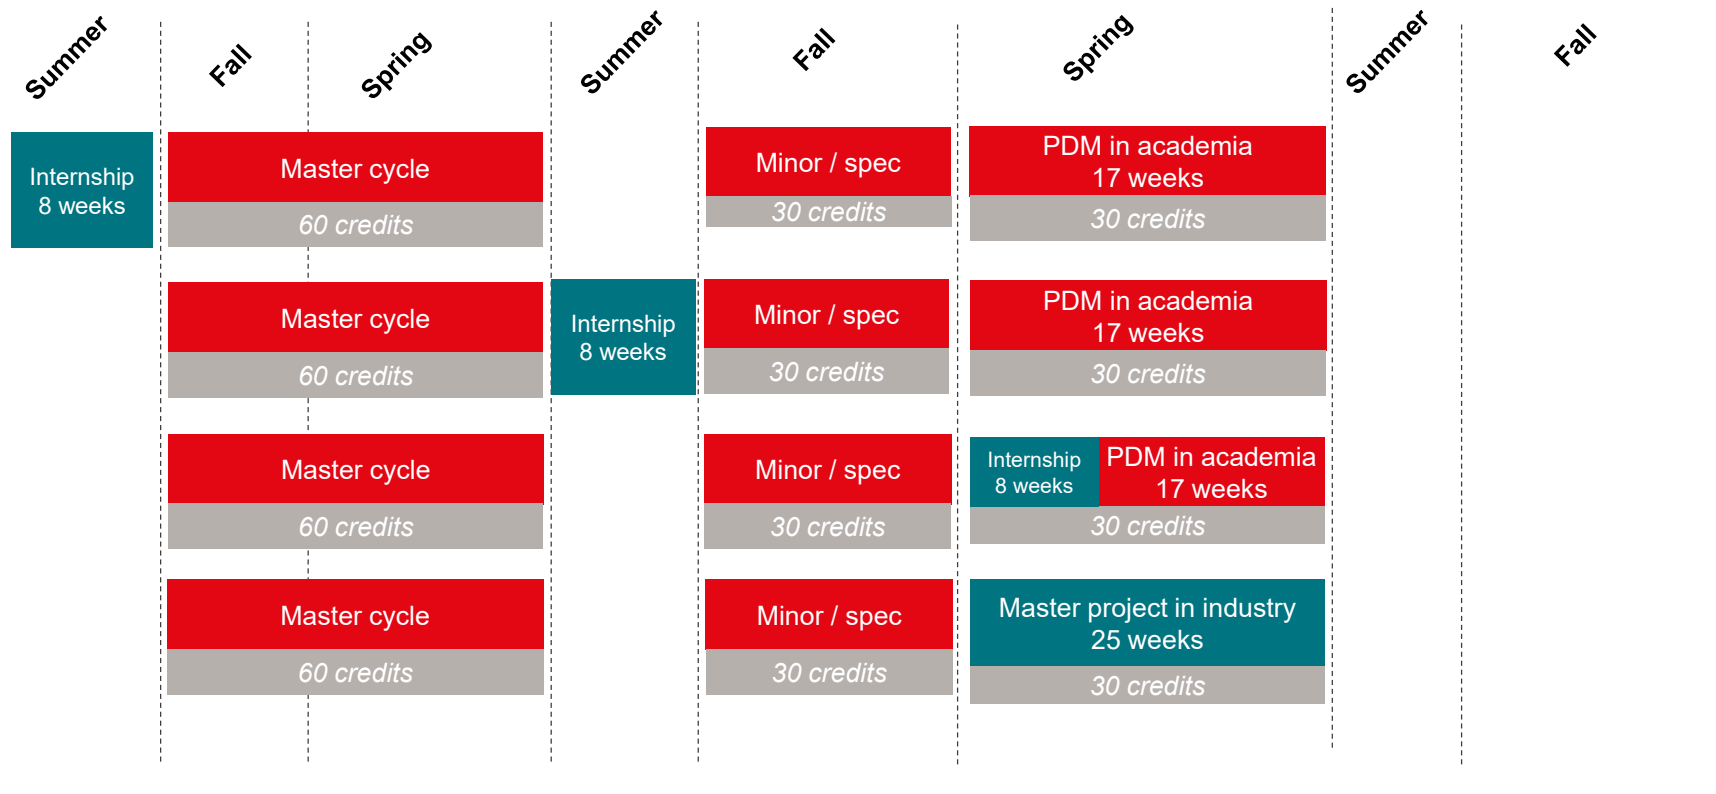 Summer
Fall
Spring
Summer
Fall
Spring
Summer
Fall
Internship
8 weeks
Master cycle
60 credits
Minor / spec
30 credits
PDM in academia
17 weeks
30 credits
Master cycle
60 credits
Internship
8 weeks
Minor / spec
30 credits
PDM in academia
17 weeks
30 credits
Master cycle
60 credits
Minor / spec
30 credits
Internship
8 weeks
PDM in academia
17 weeks
30 credits
Master cycle
60 credits
Minor / spec
30 credits
Master project in industry
25 weeks
30 credits